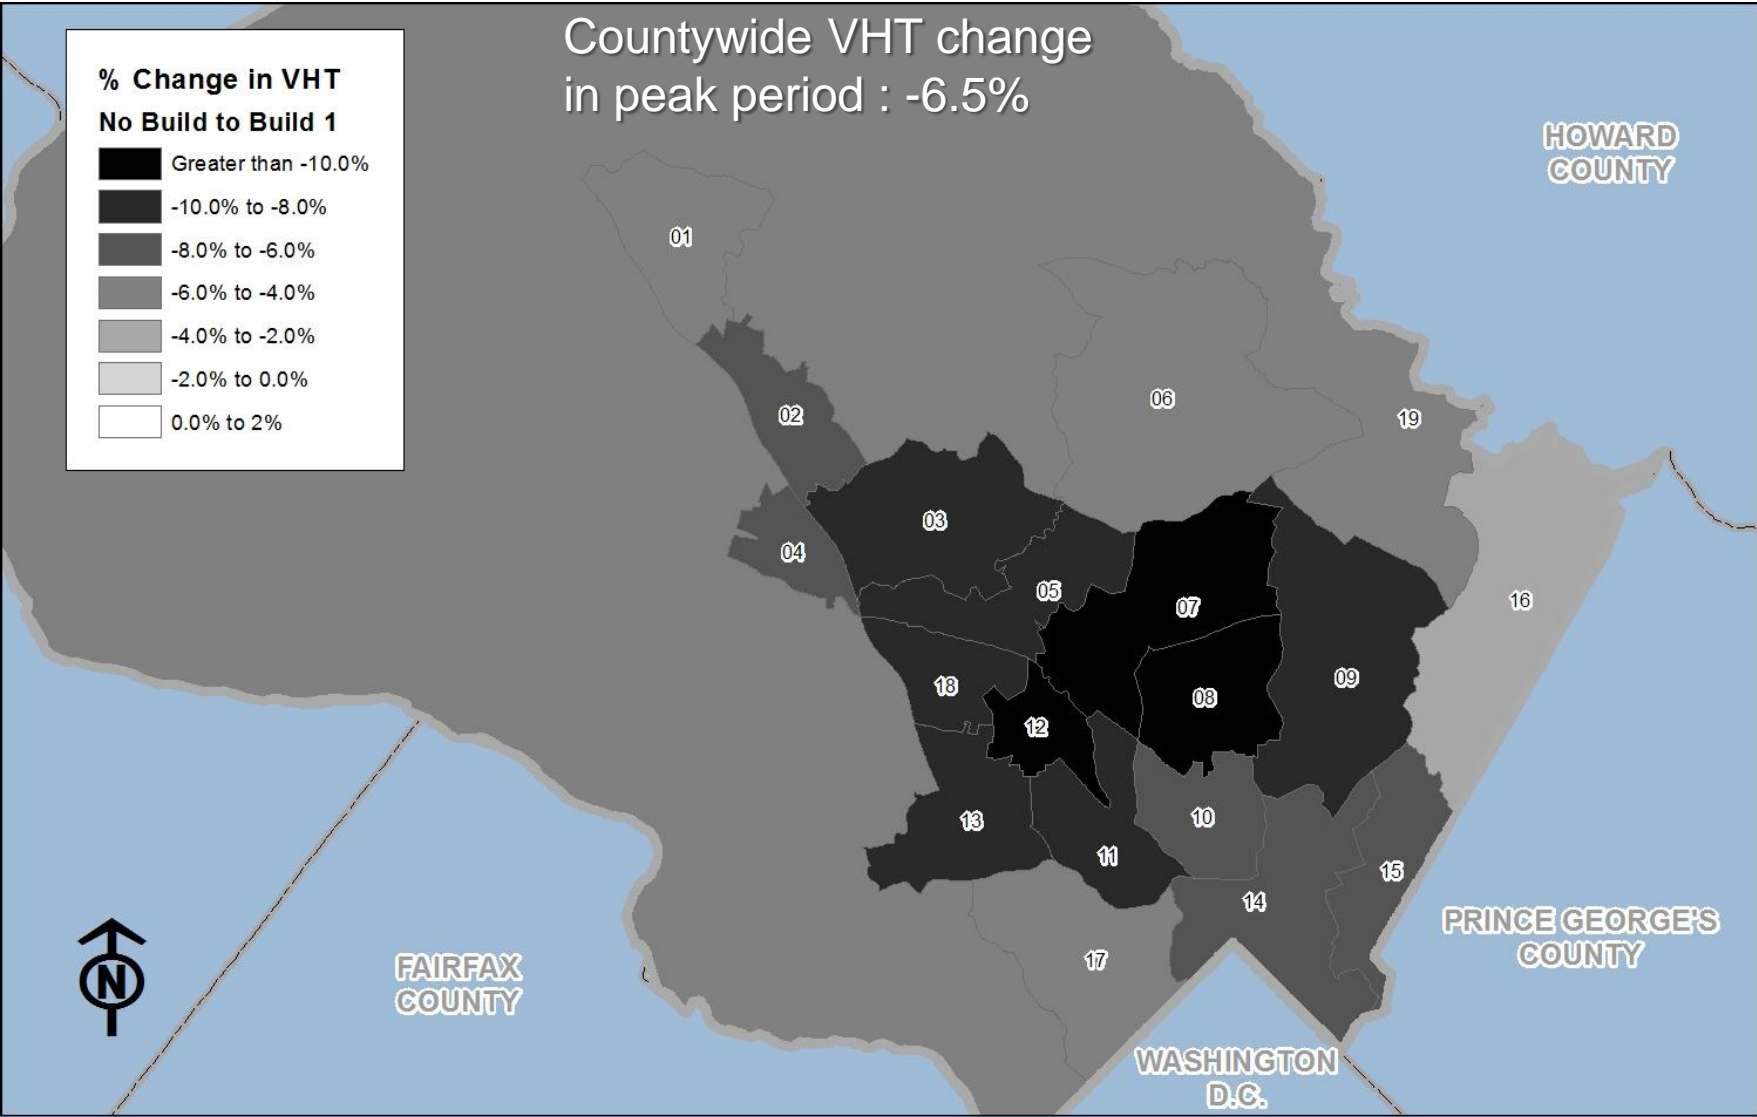 Countywide VHT change
in peak period : -6.5%
% Change in VHT
No Build to Build 1
Greater than -10.0%
-10.0% to -8.0%
-8.0% to -6.0%
-6.0% to -4.0%
-4.0% to -2.0%
-2.0% to 0.0%
0.0% to 2%
HOWARD
COUNTY
01
02
06
19
03
04
05
07
16
18
12
08
09
13
11
10
15
14
17
PRINCE GEORGE'S
COUNTY
FAIRFAX
COUNTY
N
WASHINGTON
D.C.